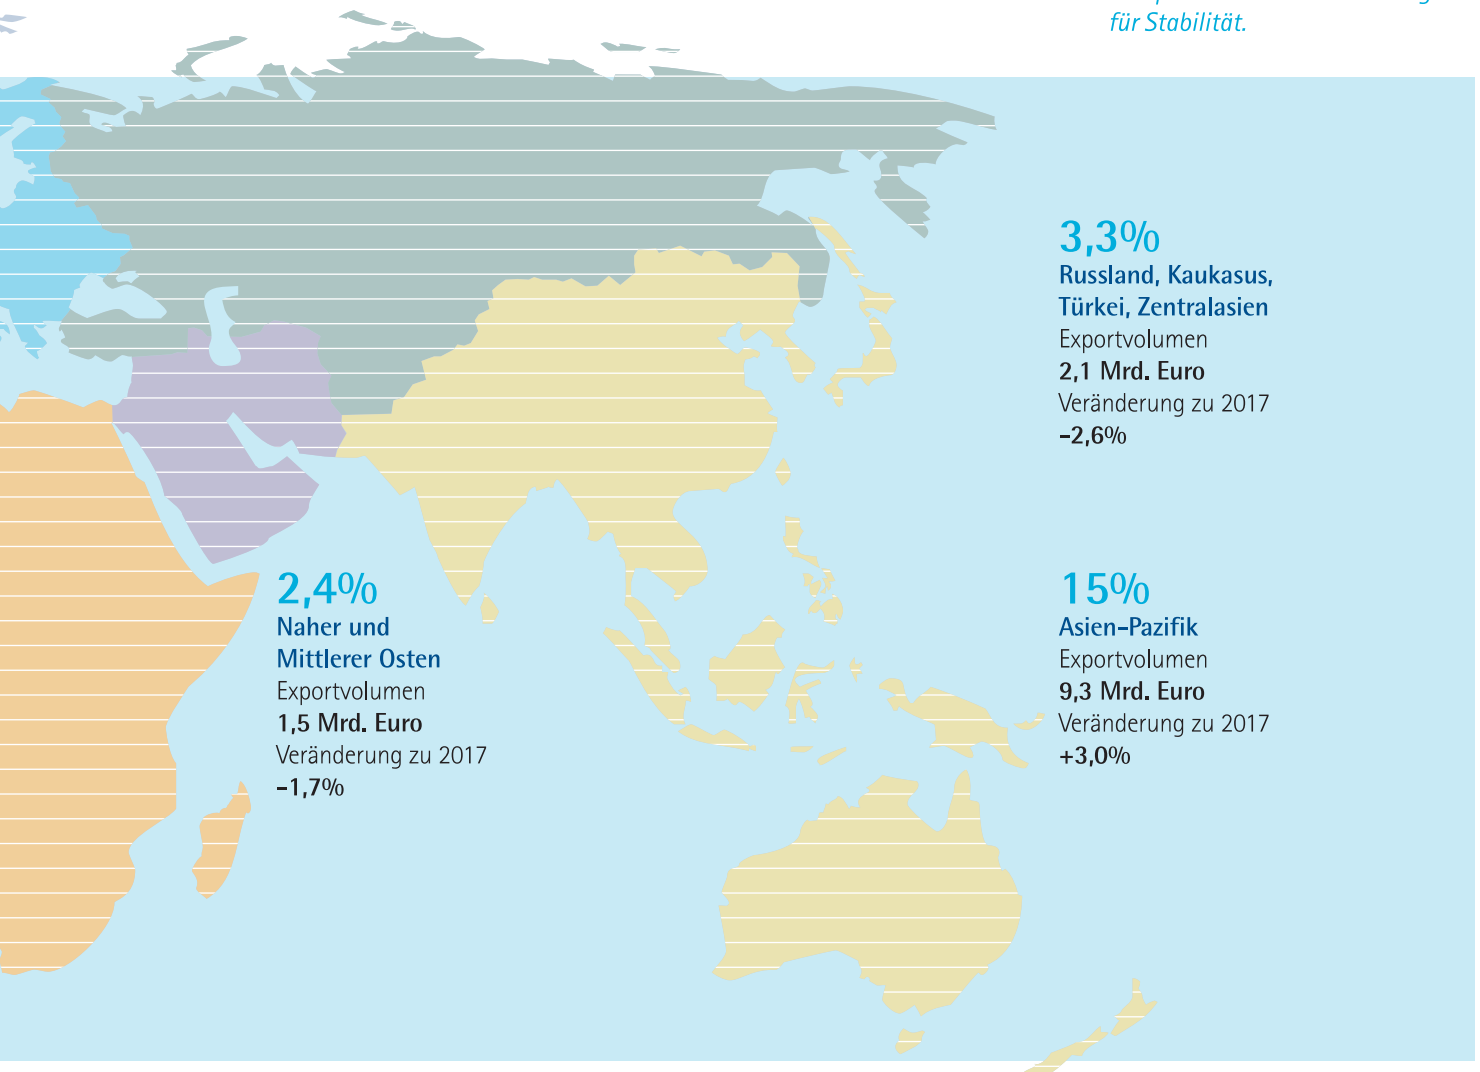 für Stabilität.
3,3%
Russland, Kaukasus,
Türkei, Zentralasien
Exportvolumen
2,1 Mrd. Euro
Veränderung zu 2017
-2,6%
2,4%
Naher und
Mittlerer Osten
Exportvolumen
1,5 Mrd. Euro
Veränderung zu 2017
-1,7%
15%
Asien-Pazifik
Exportvolumen
9,3 Mrd. Euro
Veränderung zu 2017
+3,0%